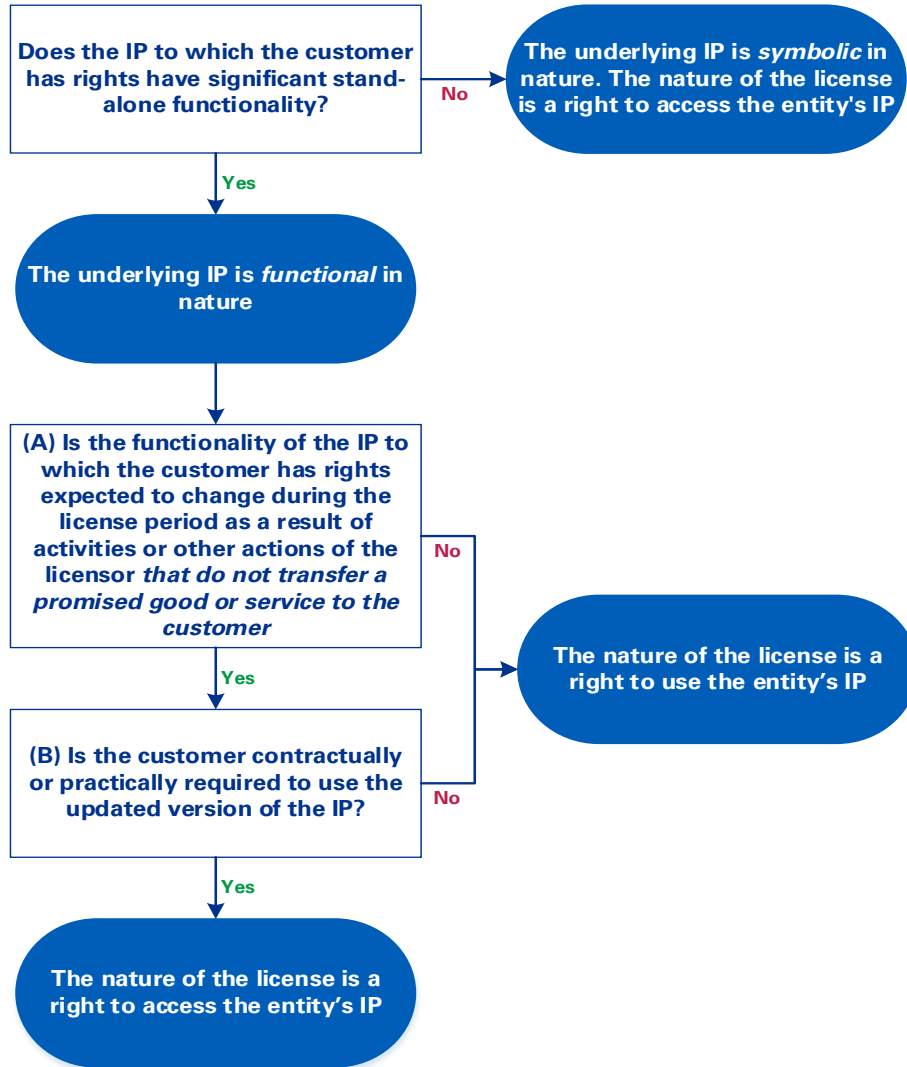 Does the IP to which the customer
has rights have significant stand-
alone functionality?
No
The underlying IP is symbolic in
nature. The nature of the license
is a right to access the entity's IP
Yes
The underlying IP is functional in
nature
(A) Is the functionality of the IP to
which the customer has rights
expected to change during the
license period as a result of
activities or other actions of the
licensor that do not transfer a
promised good or service to the
customer
No
Yes
The nature of the license is a
right to use the entity’s IP
(B) Is the customer contractually
or practically required to use the
updated version of the IP?
No
Yes
The nature of the license is a
right to access the entity’s IP